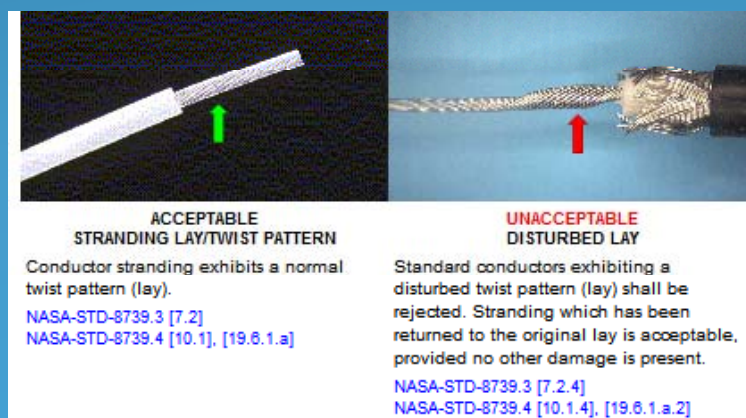 ACCEPTABLE
STRANDING LAY/TWIST PATTERN
Conductor stranding exhibits a normal
twist pattern (lay).
NASA-STD-8739.3 [7.2]
NASA-STD-8739.4 [10.1], [19.6.1.a]
UNACCEPTABLE
DISTURBED LAY
Standard conductors exhibiting a
disturbed twist pattern (lay) shall be
rejected. Stranding which has been
returned to the original lay is acceptable,
provided no other damage is present.
NASA-STD-8739.3 [7.2.4]
NASA-STD-8739.4 [10.1.4], [19.6.1.a.2]